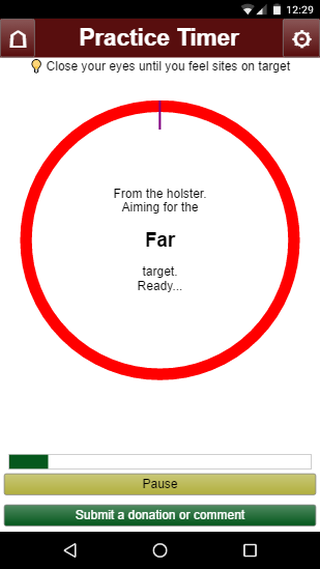 12:29
Practice Timer
Close your eyes until you feel sites on target
From the holster.
Aiming for the
Far
target.
Ready...
Pause
Submit a donation or comment